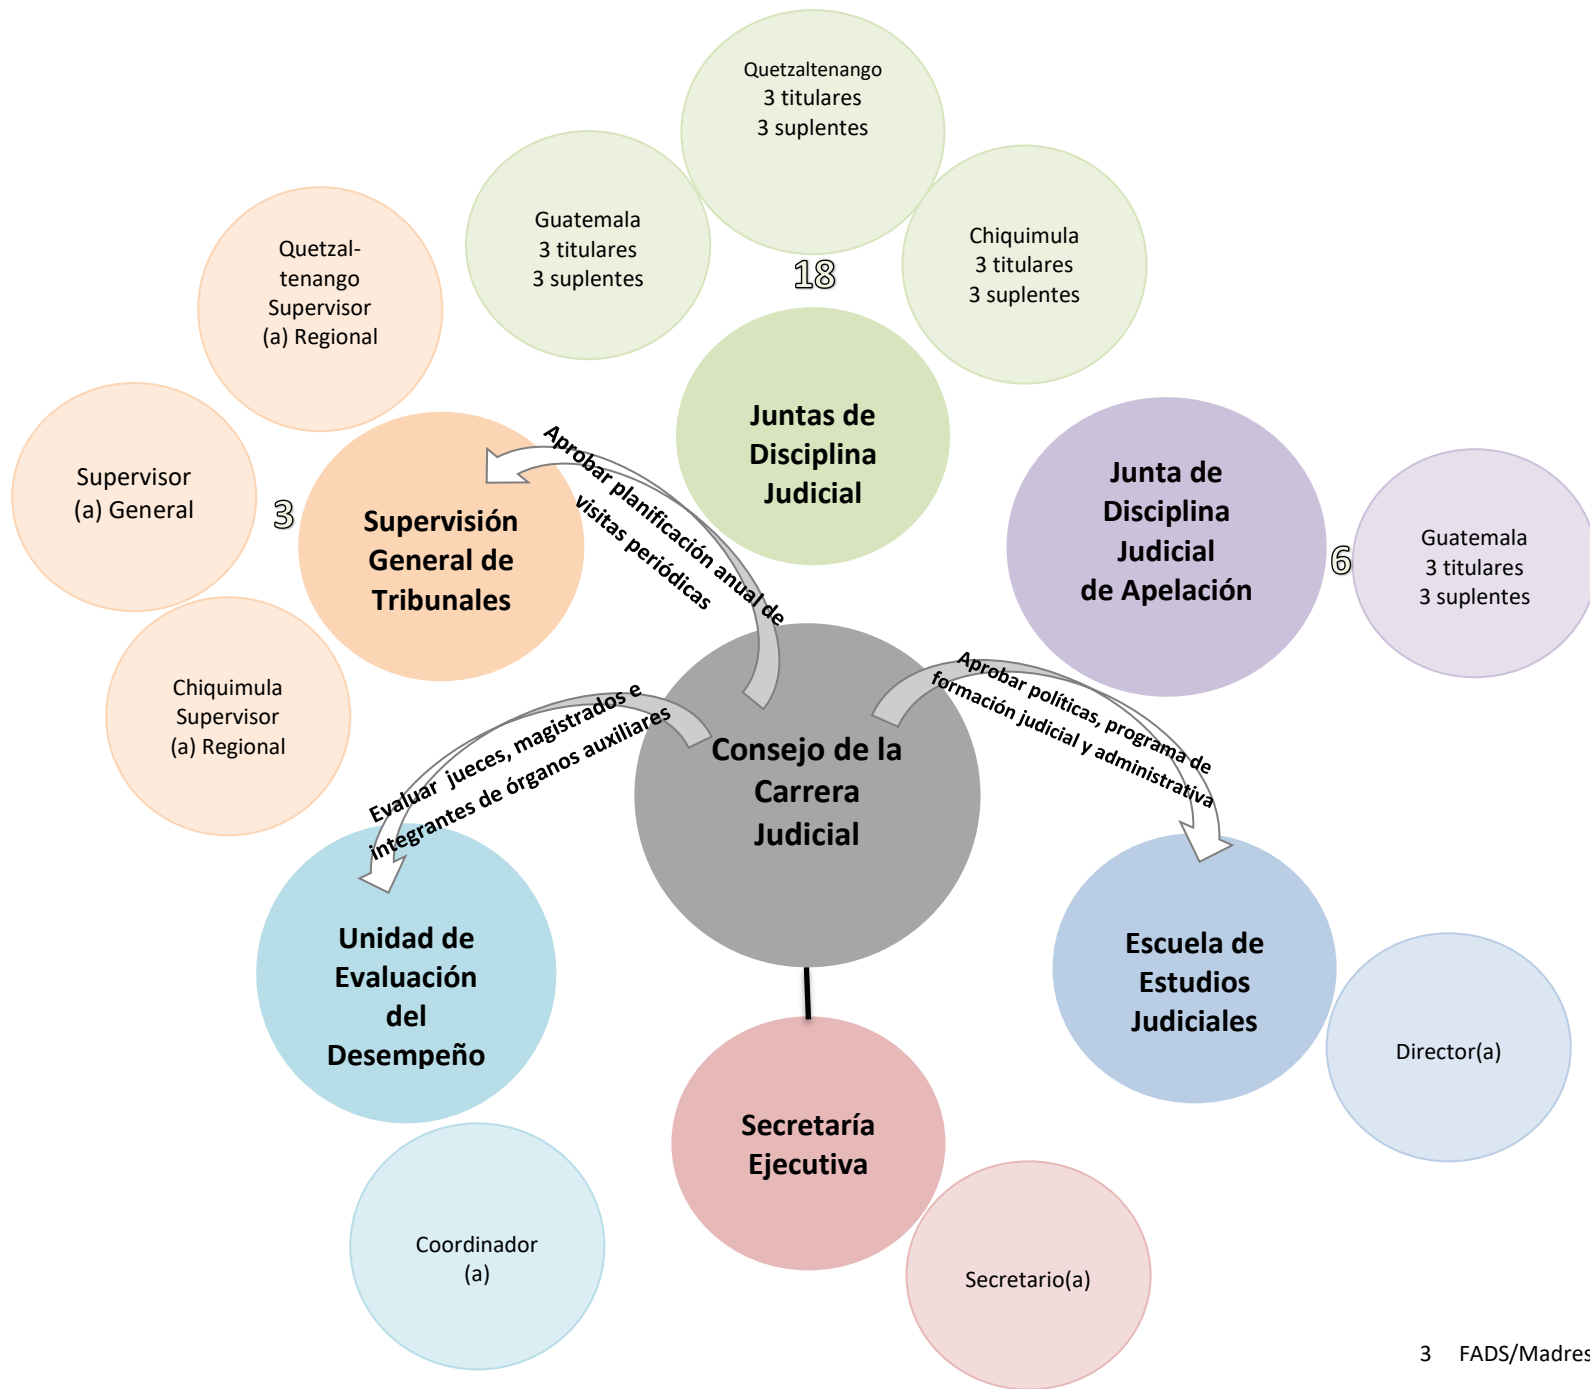 Quetzaltenango
3 titulares
3 suplentes
Guatemala
3 titulares
3 suplentes
Chiquimula
3 titulares
3 suplentes
18
Quetzal-
tenango
Supervisor
(a) Regional
Supervisor
(a) General
3
Chiquimula
Supervisor
(a) Regional
Juntas de
Disciplina
Judicial
Supervisión
General de
Tribunales
Aprobar planificación anual de
visitas periódicas
Junta de
Disciplina
Judicial
de Apelación
6
Guatemala
3 titulares
3 suplentes
Evaluar jueces, magistrados e
integrantes de órganos auxiliares
Aprobar políticas, programa de
formación judicial y administrativa
Consejo de la
Carrera
Judicial
Unidad de
Evaluación
del
Desempeño
Escuela de
Estudios
Judiciales
Director(a)
Secretaría
Ejecutiva
Coordinador
(a)
Secretario(a)
3 FADS/Madres